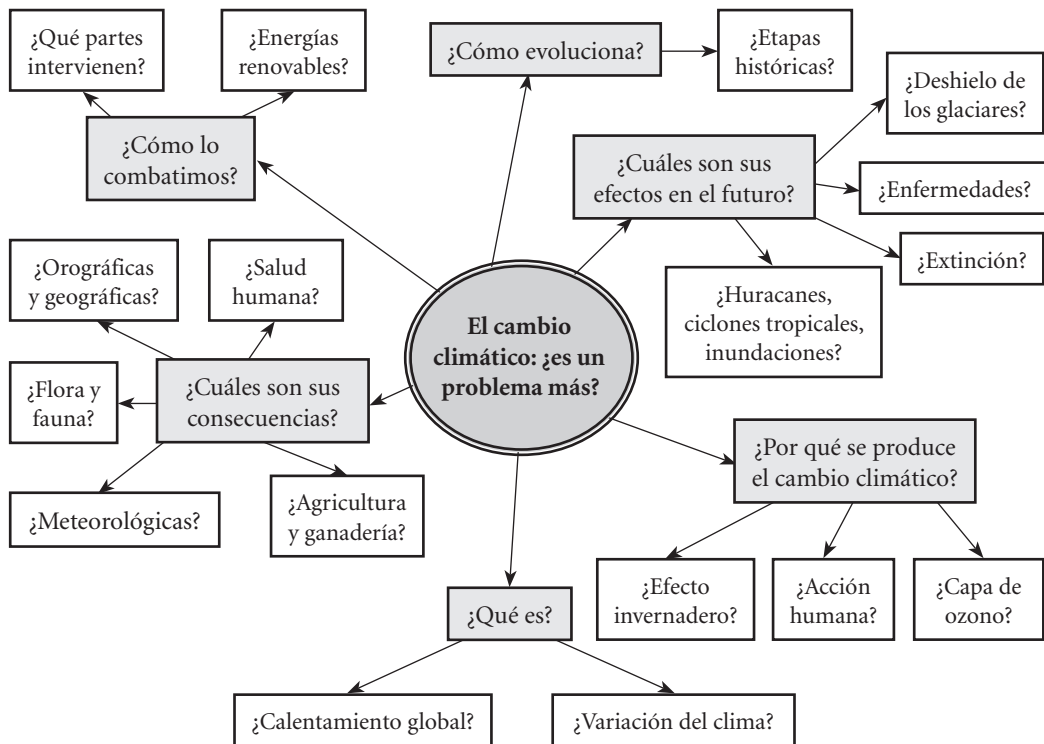 ¿Qué partes
intervienen?
¿Energías
renovables?
¿Cómo lo
combatimos?
¿Cómo evoluciona?
¿Etapas
históricas?
¿Cuáles son sus
efectos en el futuro?
¿Deshielo de
los glaciares?
¿Enfermedades?
¿Extinción?
¿Huracanes,
ciclones tropicales,
inundaciones?
¿Orográficas
y geográficas?
¿Salud
humana?
¿Flora y
fauna?
¿Cuáles son sus
consecuencias?
¿Meteorológicas?
¿Agricultura
y ganadería?
El cambio
climático: ¿es un
problema más?
¿Por qué se produce
el cambio climático?
¿Efecto
invernadero?
¿Acción
humana?
¿Capa de
ozono?
¿Qué es?
¿Calentamiento global?
¿Variación del clima?